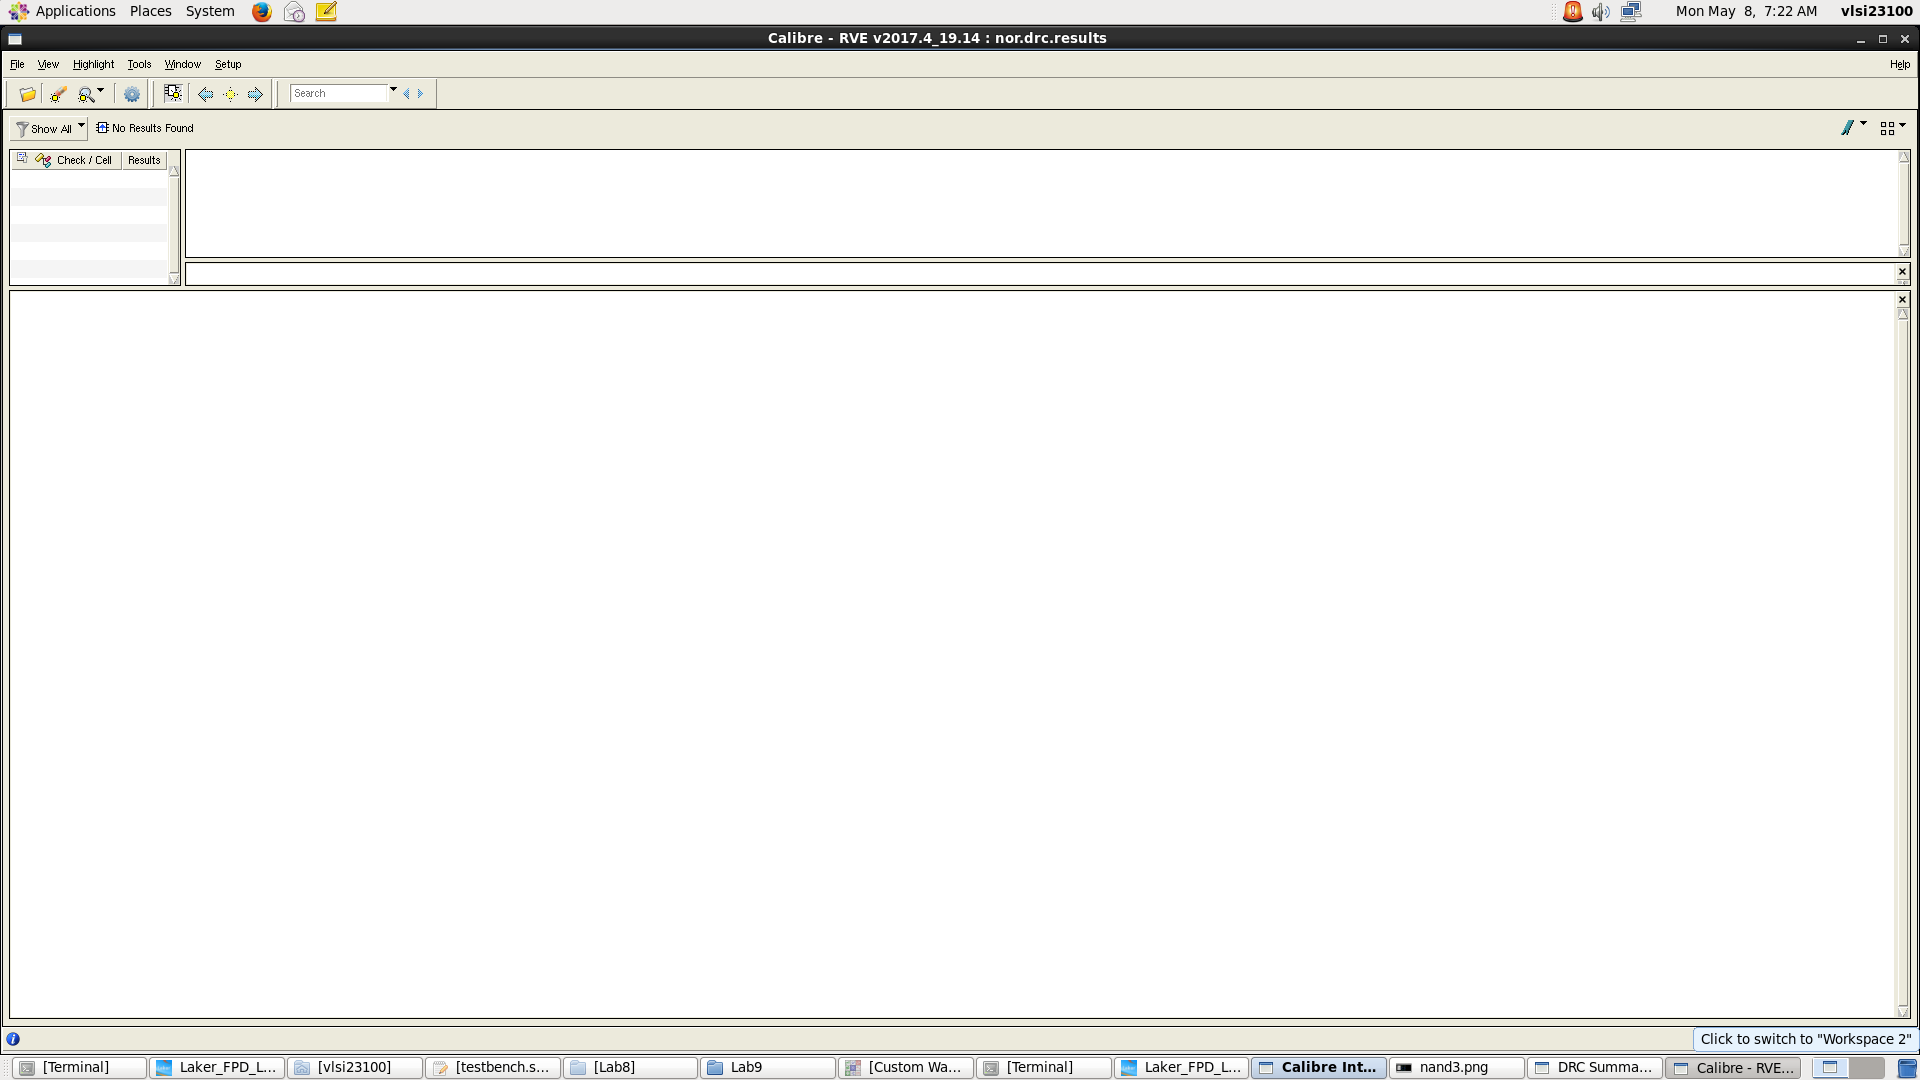 Applications Places System Mon May 8, 7:22 AM vlsi23100
Calibre - RVE v2017.4_19.14 : nor.drc.results
File View Highlight Tools Window Setup Help
Search
Show All No Results Found
Check / Cell Results
Click to switch to "Workspace 2"
[Terminal] Laker_FPD_L... [vlsi23100] [testbench.s... [Lab8] Lab9 [Custom Wa... [Terminal] Laker_FPD_L... Calibre Int... nand3.png DRC Summa... Calibre - RVE...